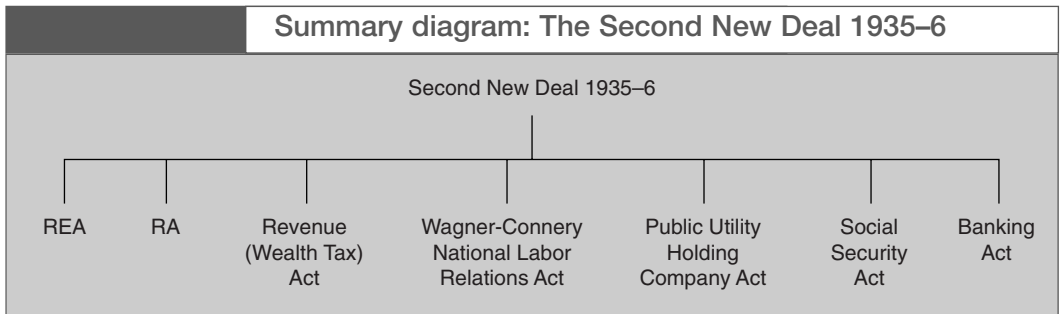 Summary diagram: The Second New Deal 1935–6
Second New Deal 1935–6
REA
RA
Revenue
(Wealth Tax)
Act
Wagner-Connery
National Labor
Relations Act
Public Utility
Holding
Company Act
Social
Security
Act
Banking
Act